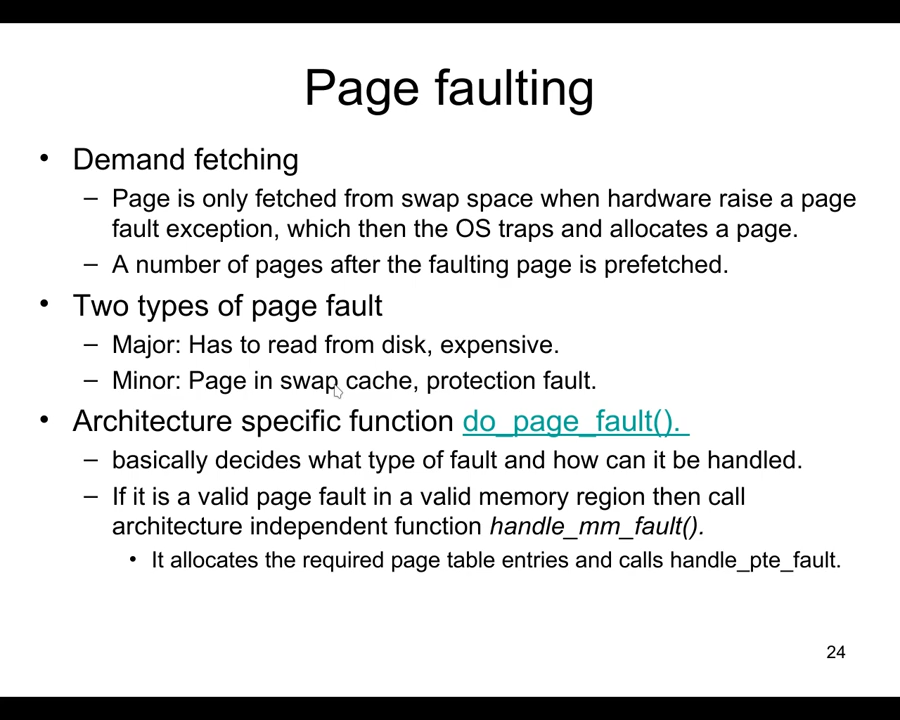 Page faulting
• Demand fetching
– Page is only fetched from swap space when hardware raise a page
fault exception, which then the OS traps and allocates a page.
– A number of pages after the faulting page is prefetched.
• Two types of page fault
– Major: Has to read from disk, expensive.
– Minor: Page in swap cache, protection fault.
• Architecture specific function do_page_fault().
– basically decides what type of fault and how can it be handled.
– If it is a valid page fault in a valid memory region then call
architecture independent function handle_mm_fault().
• It allocates the required page table entries and calls handle_pte_fault.
24